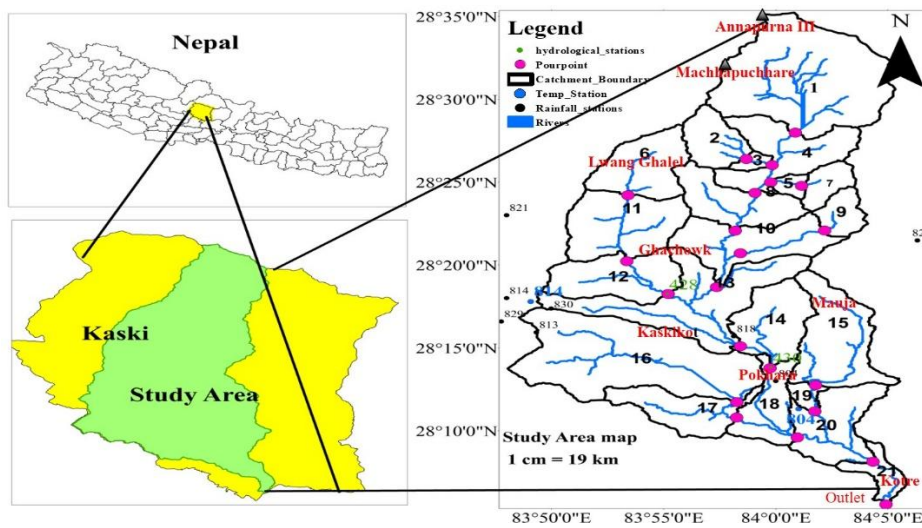 Nepal
Kaski
Study Area
28°35'0"N
28°30'0"N
28°25'0"N
28°20'0"N
28°15'0"N
28°10'0"N
Legend
hydrological_stations
Pourpoint
Catchment_Boundary
Temp_Station
Rainfall_stations
Rivers
N
Annapurna III
Machhapuchhare
1
2
3
4
5
6
7
8
9
Lwang Ghalel
11
10
821
Ghachowk
12
428
13
814
830
829
813
818
Kaskikot
14
Mauja
15
16
430
Pokhara
17
18
19
804
20
21
Kotre
Outlet
Study Area map
1 cm = 19 km
83°50'0"E
83°55'0"E
84°0'0"E
84°5'0"E